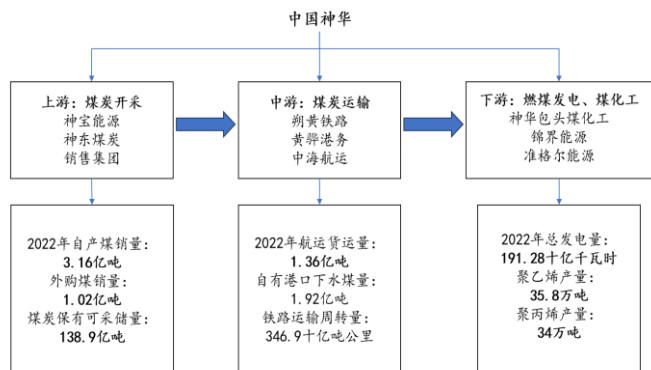 中国神华
上游：煤炭开采
神宝能源
神东煤炭
销售集团
中游：煤炭运输
朔黄铁路
黄骅港务
中海航运
下游：燃煤发电、煤化工
神华包头煤化工
锦界能源
准格尔能源
2022年自产煤销量：
3.16亿吨
外购煤销量：
1.02亿吨
煤炭保有可采储量：
138.9亿吨
2022年航运货运量：
1.36亿吨
自有港口下水煤量：
1.92亿吨
铁路运输周转量：
346.9十亿吨公里
2022年总发电量：
191.28十亿千瓦时
聚乙烯产量：
35.8万吨
聚丙烯产量：
34万吨